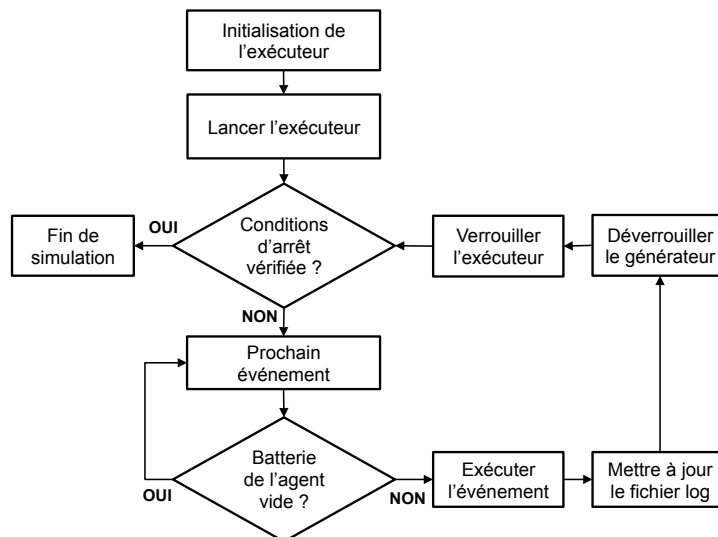 Initialisation de
l'exécuteur
Lancer l'exécuteur
Conditions
d'arrêt
vérifiée ?
OUI
Fin de
simulation
Verrouiller
l'exécuteur
Déverrouiller
le générateur
NON
Prochain
événement
Batterie
de l'agent
vide ?
OUI
NON
Exécuter
l'événement
Mettre à jour
le fichier log